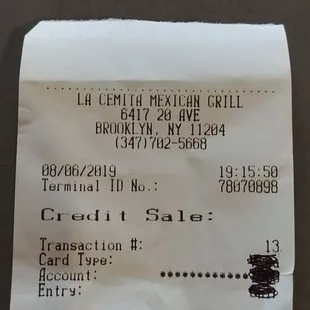 LA CEMITA MEXICAN GRILL
6417 20 AVE
BROOKLYN, NY 11204
(347)702-5668
08/06/2019 19:15:50
Terminal ID No.: 78070898
Credit Sale:
Transaction #: 13
Card Type:
Account: ************
Entry: